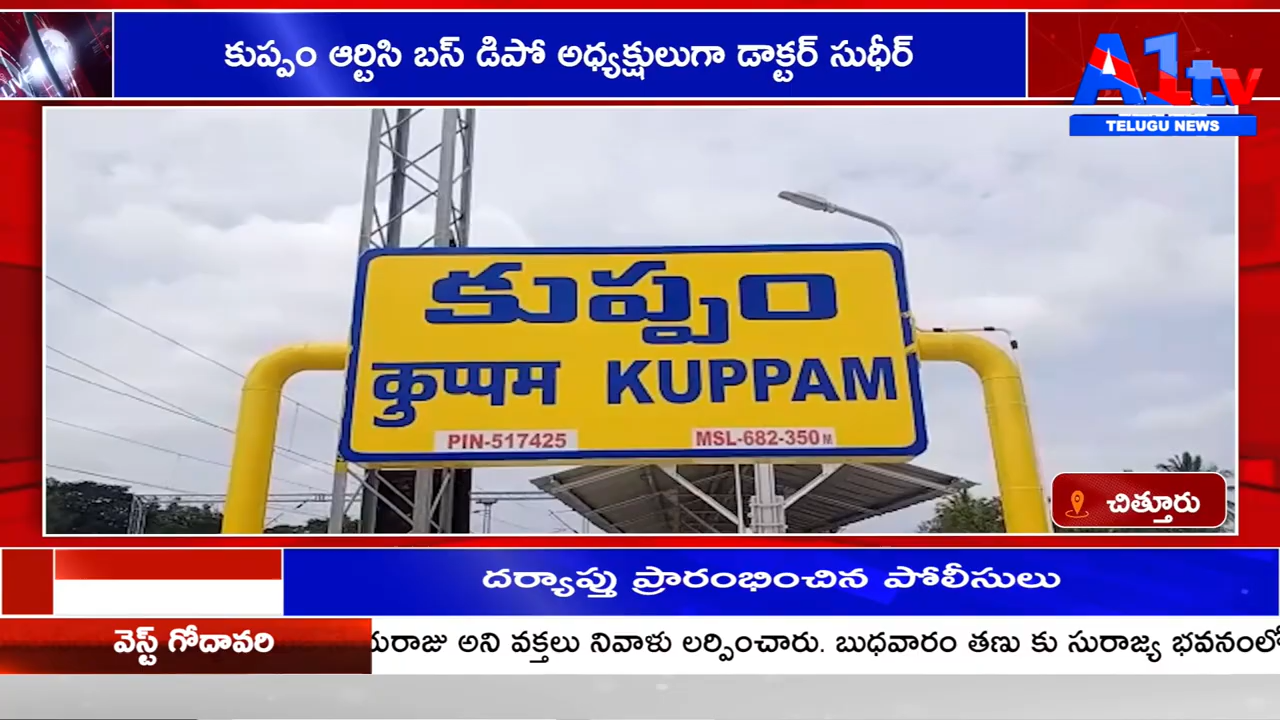 కుప్పం ఆర్టిసి బస్ డిపో అధ్యక్షులుగా డాక్టర్ సుధీర్
A1tv
TELUGU NEWS
కుప్పం
कुप्पम KUPPAM
PIN-517425 MSL-682-350M
చిత్తూరు
దర్యాప్తు ప్రారంభించిన పోలీసులు
వెస్ట్ గోదావరి
అని వక్తలు నివాళు లర్పించారు. బుధవారం తణు కు సురాజ్య భవనంలో